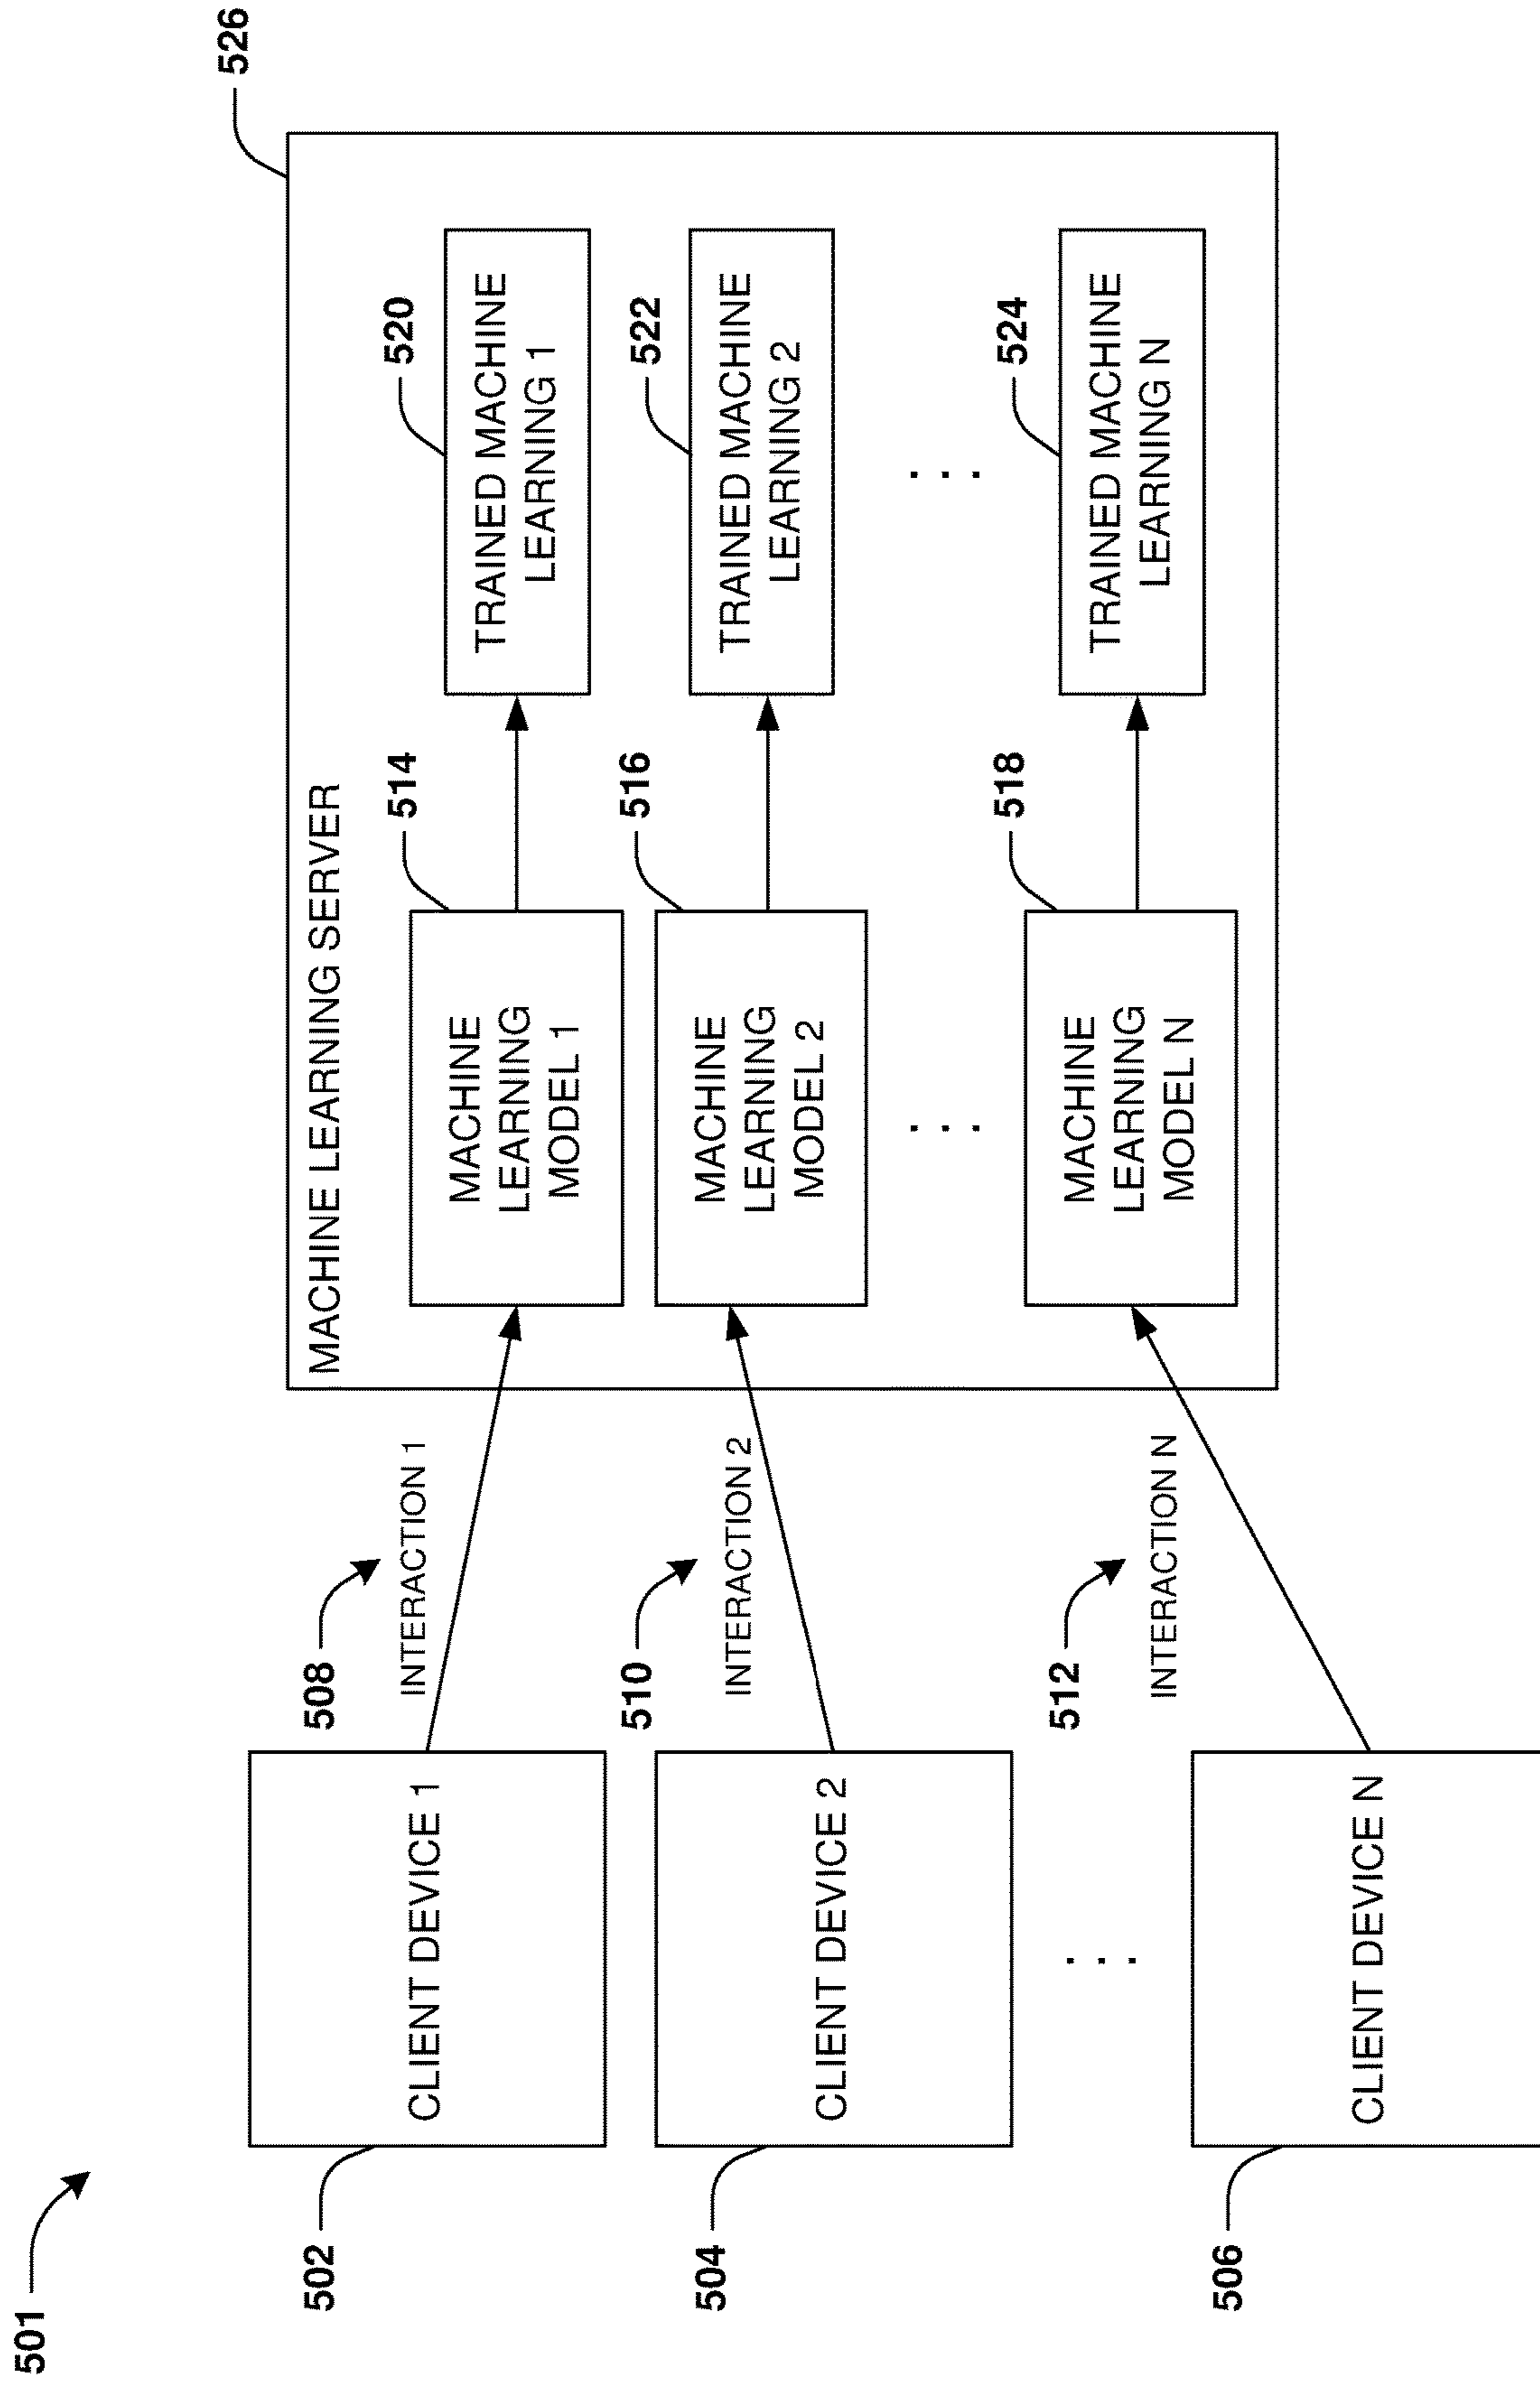 501
526
MACHINE LEARNING SERVER
502
CLIENT DEVICE 1
508
INTERACTION 1
514
MACHINE
LEARNING
MODEL 1
520
TRAINED MACHINE
LEARNING 1
504
CLIENT DEVICE 2
510
INTERACTION 2
516
MACHINE
LEARNING
MODEL 2
522
TRAINED MACHINE
LEARNING 2
. . .
. . .
. . .
506
CLIENT DEVICE N
512
INTERACTION N
518
MACHINE
LEARNING
MODEL N
524
TRAINED MACHINE
LEARNING N